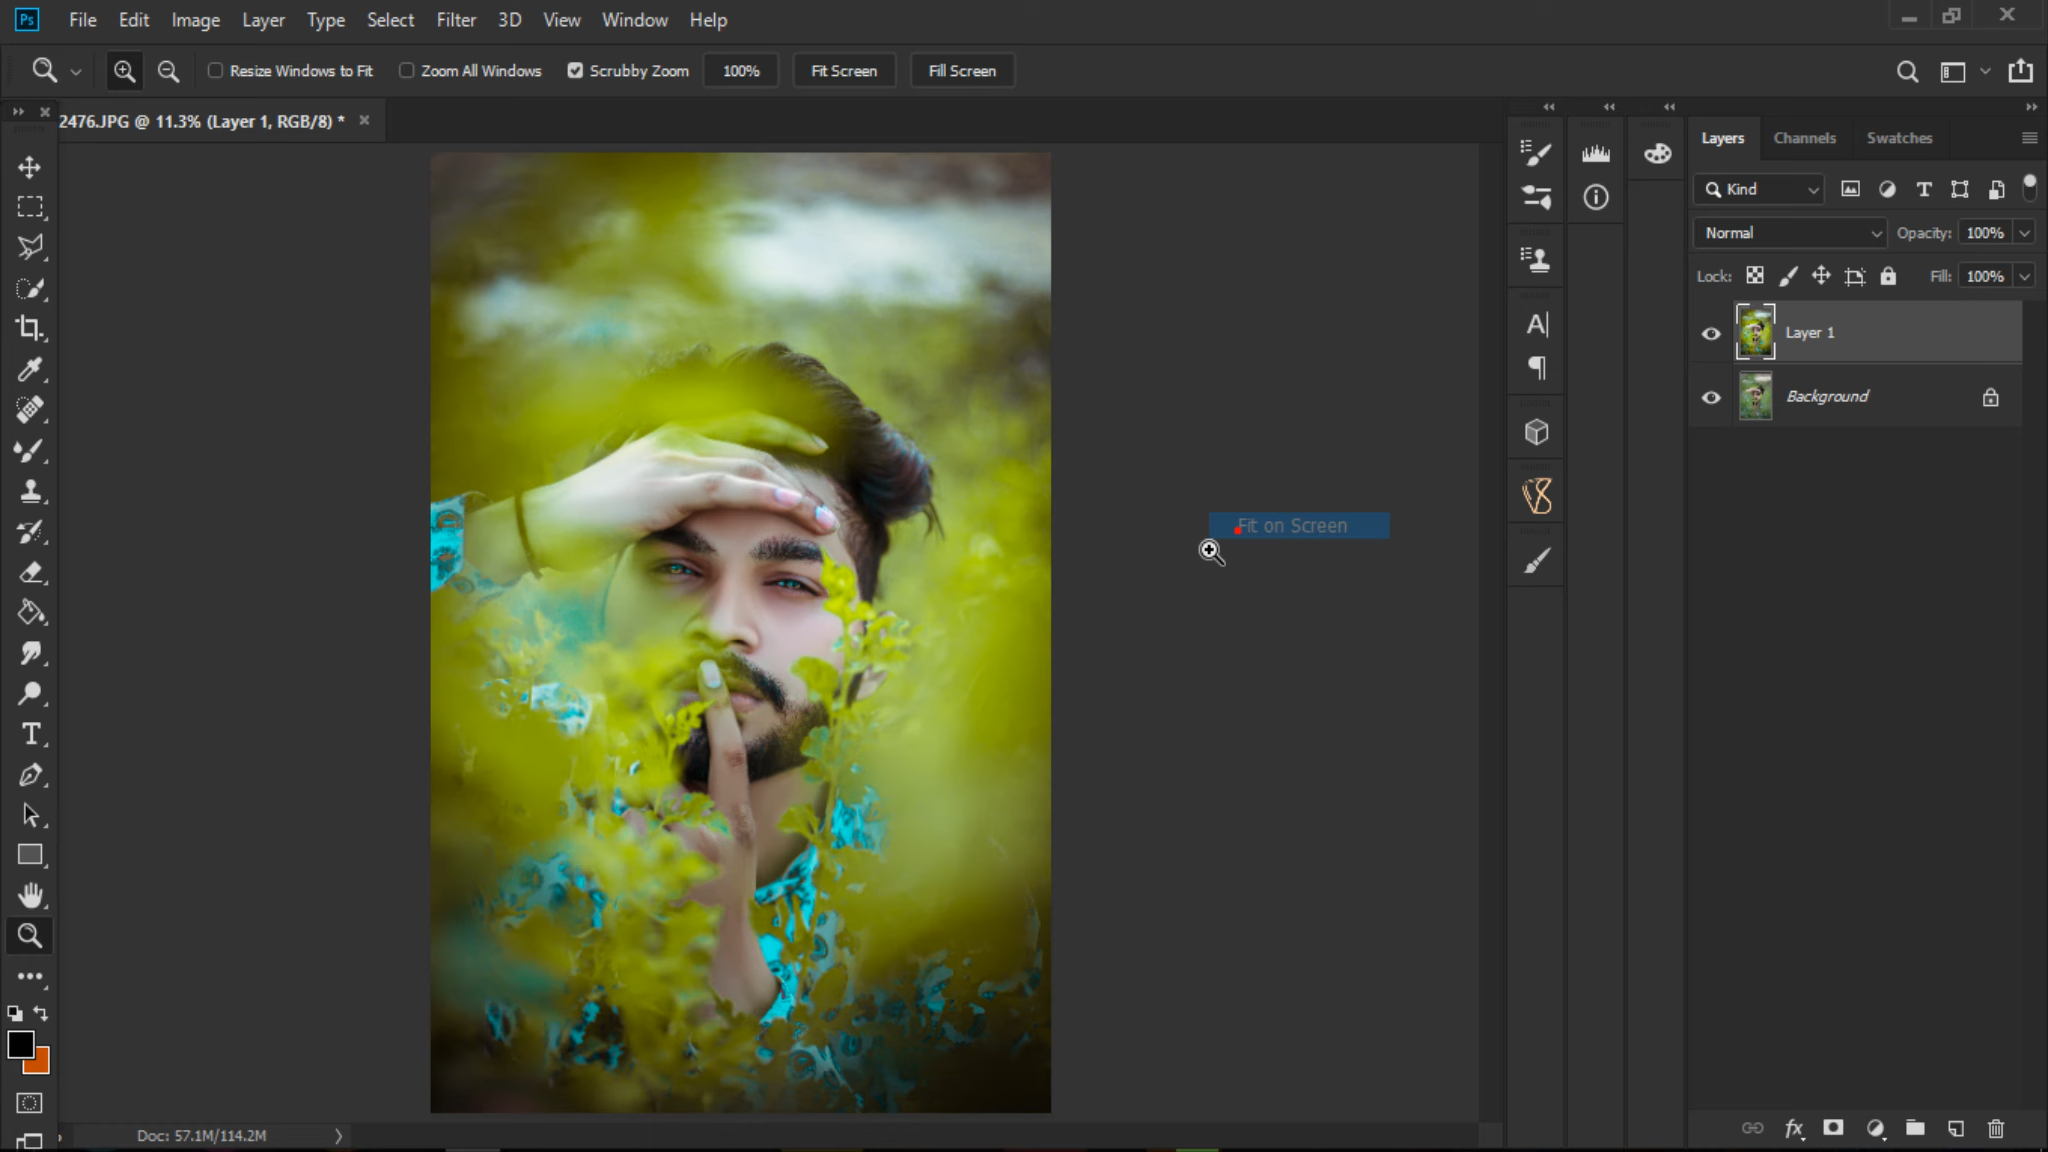 Ps File Edit Image Layer Type Select Filter 3D View Window Help
Resize Windows to Fit Zoom All Windows Scrubby Zoom 100% Fit Screen Fill Screen
2476.JPG @ 11.3% (Layer 1, RGB/8) *
Layers Channels Swatches
Kind
Normal Opacity: 100%
Lock: Fill: 100%
Layer 1
Background
Fit on Screen
Doc: 57.1M/114.2M